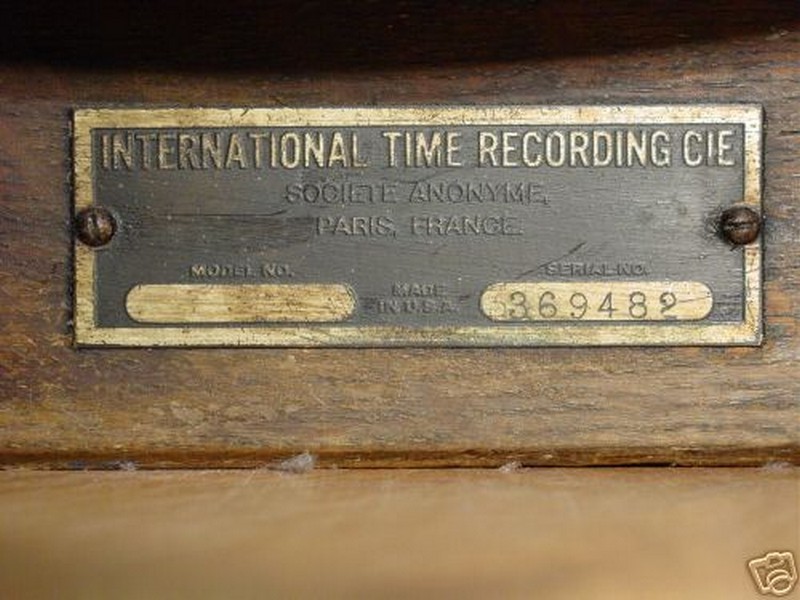 INTERNATIONAL TIME RECORDING CIE
SOCIETE ANONYME,
PARIS, FRANCE.
MODEL NO.
MADE
IN U.S.A.
SERIAL NO.
369482